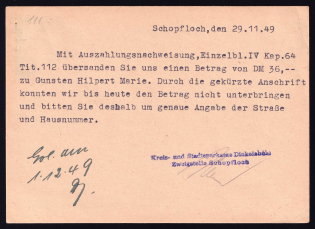 Schopfloch,den 29.11.49
Mit Auszahlungsnachweisung,Einzelbl.IV Kap.64
Tit.112 übersanden Sie uns einen Betrag von DM 36,--
zu Gunsten Hilpert Marie. Durch die gekürzte Anschrift
konnten wir bis heute den Betrag nicht unterbringen
und bitten Sie deshalb um genaue Angabe der Straße
und Hausnummer.
Kreis- und Stadtsparkasse Dinkelsbühl
Zweigstelle Schopfloch
1.12.49